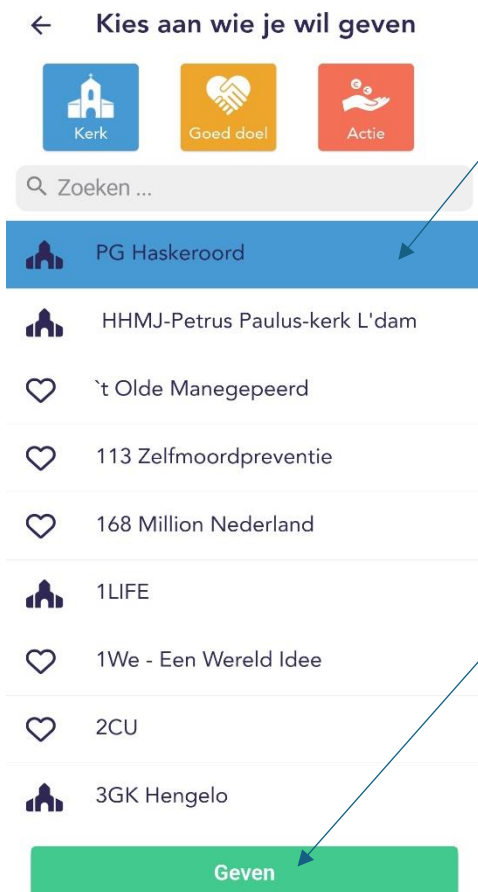 Kies aan wie je wil geven
Kerk
Goed doel
Actie
Zoeken ...
PG Haskeroord
HHMJ-Petrus Paulus-kerk L'dam
`t Olde Manegepeerd
113 Zelfmoordpreventie
168 Million Nederland
1LIFE
1We - Een Wereld Idee
2CU
3GK Hengelo
Geven